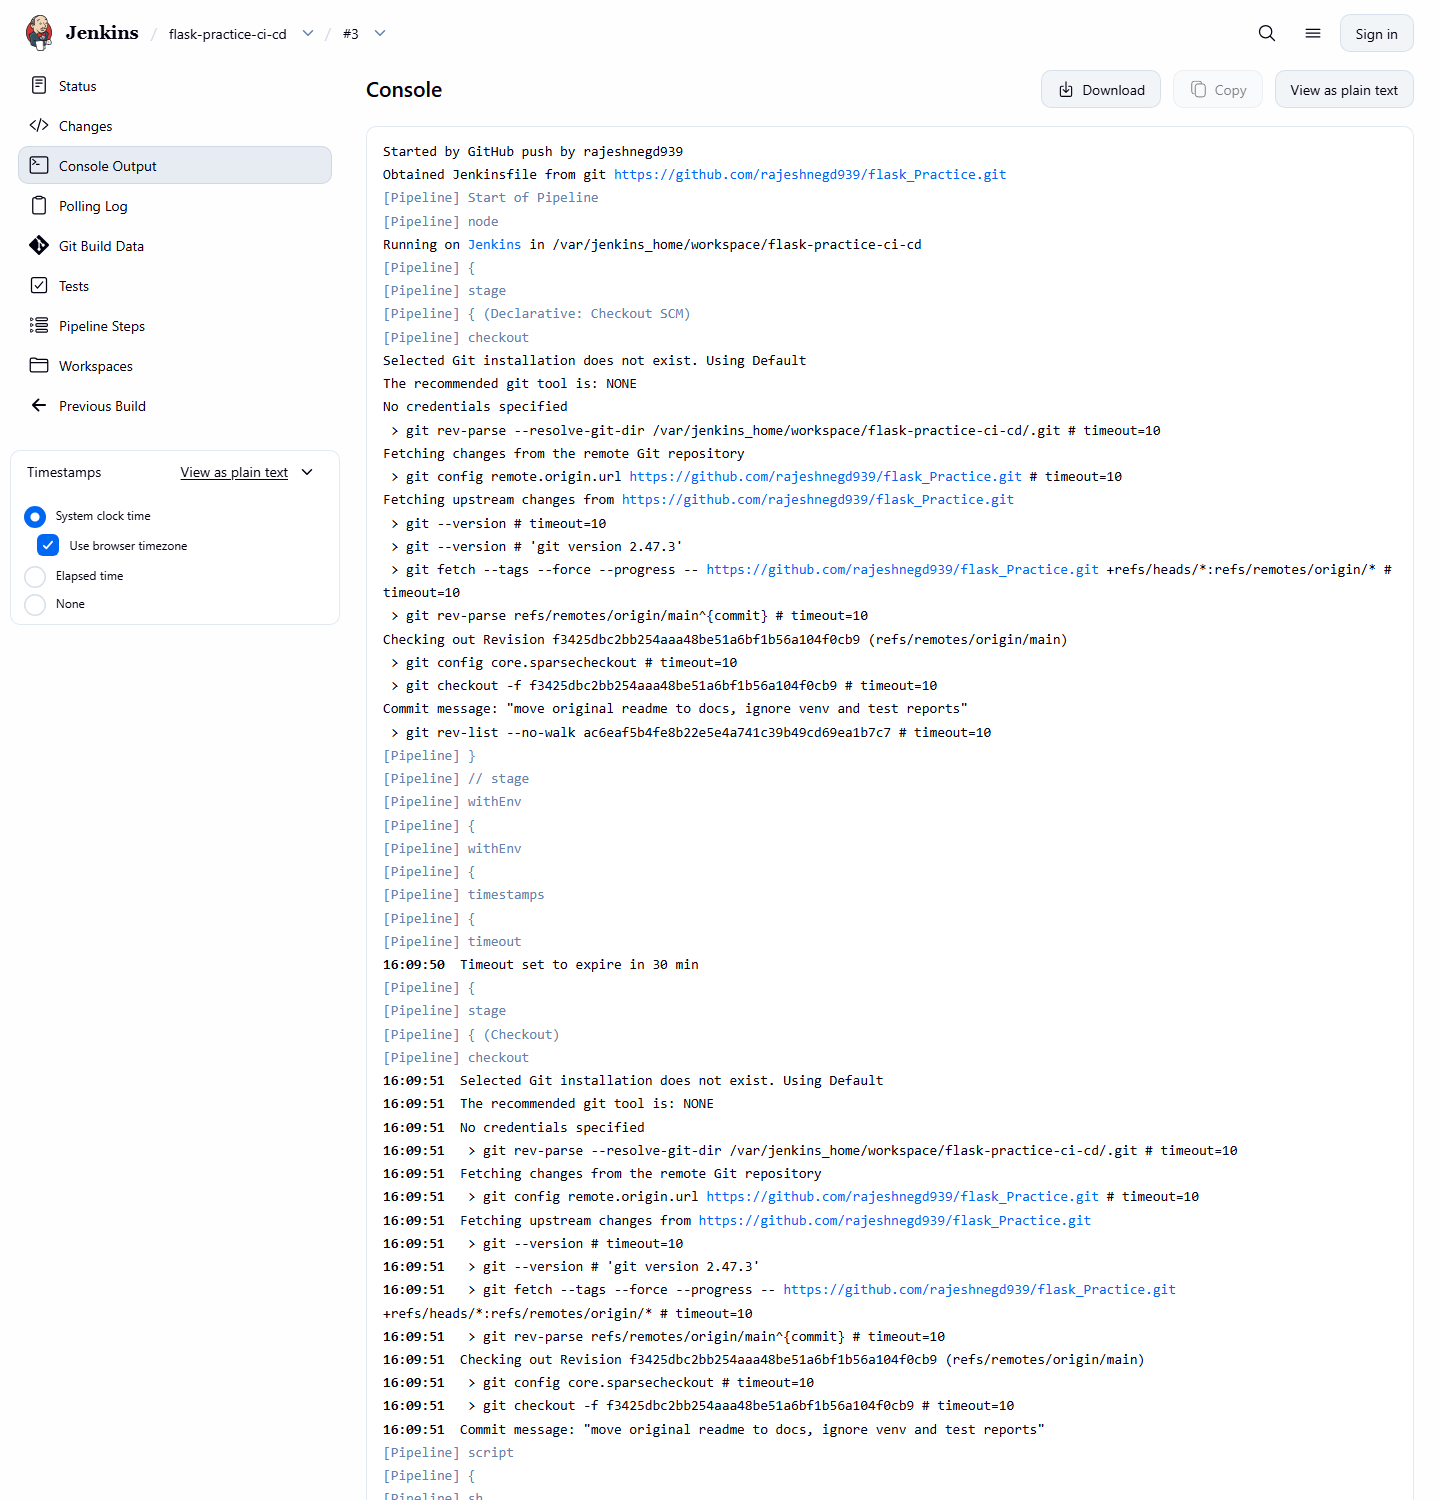 Jenkins / flask-practice-ci-cd / #3
Sign in
Status
Changes
Console Output
Polling Log
Git Build Data
Tests
Pipeline Steps
Workspaces
Previous Build
Timestamps View as plain text
System clock time
Use browser timezone
Elapsed time
None
Console
Download Copy View as plain text
Started by GitHub push by rajeshnegd939
Obtained Jenkinsfile from git https://github.com/rajeshnegd939/flask_Practice.git
[Pipeline] Start of Pipeline
[Pipeline] node
Running on Jenkins in /var/jenkins_home/workspace/flask-practice-ci-cd
[Pipeline] {
[Pipeline] stage
[Pipeline] { (Declarative: Checkout SCM)
[Pipeline] checkout
Selected Git installation does not exist. Using Default
The recommended git tool is: NONE
No credentials specified
 > git rev-parse --resolve-git-dir /var/jenkins_home/workspace/flask-practice-ci-cd/.git # timeout=10
Fetching changes from the remote Git repository
 > git config remote.origin.url https://github.com/rajeshnegd939/flask_Practice.git # timeout=10
Fetching upstream changes from https://github.com/rajeshnegd939/flask_Practice.git
 > git --version # timeout=10
 > git --version # 'git version 2.47.3'
 > git fetch --tags --force --progress -- https://github.com/rajeshnegd939/flask_Practice.git +refs/heads/*:refs/remotes/origin/* #
timeout=10
 > git rev-parse refs/remotes/origin/main^{commit} # timeout=10
Checking out Revision f3425dbc2bb254aaa48be51a6bf1b56a104f0cb9 (refs/remotes/origin/main)
 > git config core.sparsecheckout # timeout=10
 > git checkout -f f3425dbc2bb254aaa48be51a6bf1b56a104f0cb9 # timeout=10
Commit message: "move original readme to docs, ignore venv and test reports"
 > git rev-list --no-walk ac6eaf5b4fe8b22e5e4a741c39b49cd69ea1b7c7 # timeout=10
[Pipeline] }
[Pipeline] // stage
[Pipeline] withEnv
[Pipeline] {
[Pipeline] withEnv
[Pipeline] {
[Pipeline] timestamps
[Pipeline] {
[Pipeline] timeout
16:09:50 Timeout set to expire in 30 min
[Pipeline] {
[Pipeline] stage
[Pipeline] { (Checkout)
[Pipeline] checkout
16:09:51 Selected Git installation does not exist. Using Default
16:09:51 The recommended git tool is: NONE
16:09:51 No credentials specified
16:09:51 > git rev-parse --resolve-git-dir /var/jenkins_home/workspace/flask-practice-ci-cd/.git # timeout=10
16:09:51 Fetching changes from the remote Git repository
16:09:51 > git config remote.origin.url https://github.com/rajeshnegd939/flask_Practice.git # timeout=10
16:09:51 Fetching upstream changes from https://github.com/rajeshnegd939/flask_Practice.git
16:09:51 > git --version # timeout=10
16:09:51 > git --version # 'git version 2.47.3'
16:09:51 > git fetch --tags --force --progress -- https://github.com/rajeshnegd939/flask_Practice.git
+refs/heads/*:refs/remotes/origin/* # timeout=10
16:09:51 > git rev-parse refs/remotes/origin/main^{commit} # timeout=10
16:09:51 Checking out Revision f3425dbc2bb254aaa48be51a6bf1b56a104f0cb9 (refs/remotes/origin/main)
16:09:51 > git config core.sparsecheckout # timeout=10
16:09:51 > git checkout -f f3425dbc2bb254aaa48be51a6bf1b56a104f0cb9 # timeout=10
16:09:51 Commit message: "move original readme to docs, ignore venv and test reports"
[Pipeline] script
[Pipeline] {
[Pipeline] sh